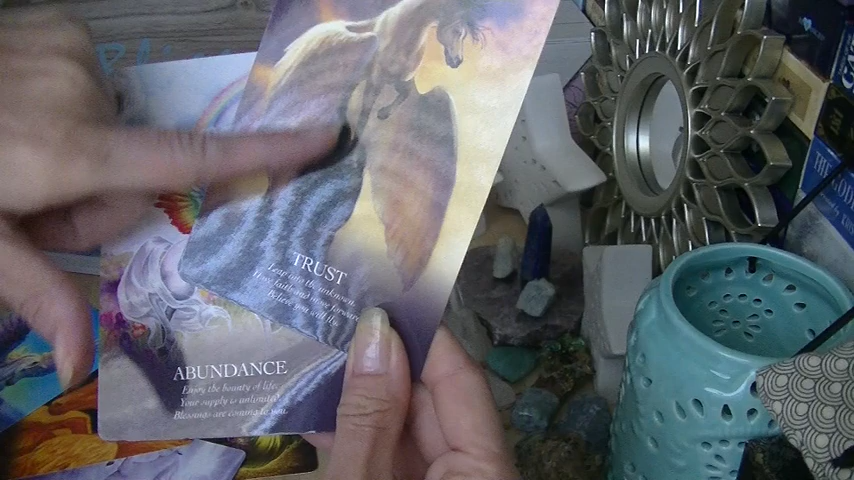 TRUST
Leap into the unknown.
Have faith and move forward.
Believe you will
ABUNDANCE
Enjoy the bounty of life.
Your supply is unlimited.
Blessings are coming to you.